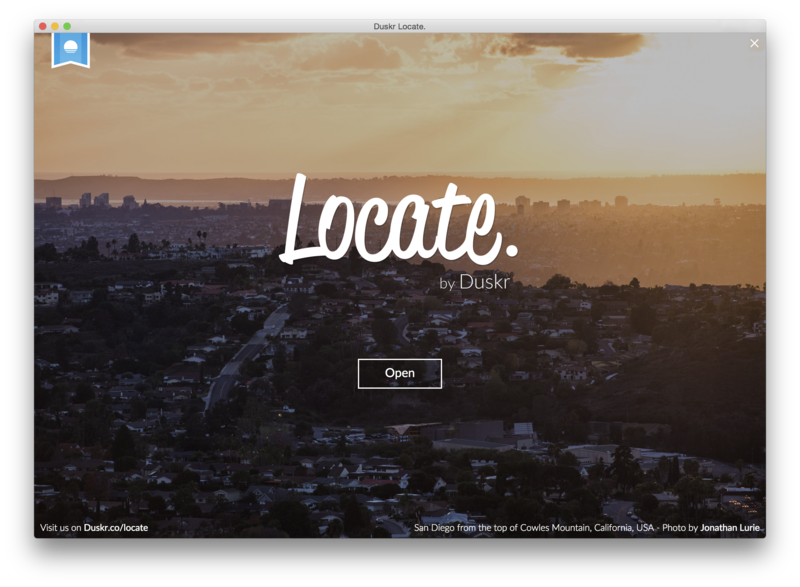 Duskr Locate.
Locate.
by Duskr
Open
Visit us on Duskr.co/locate
San Diego from the top of Cowles Mountain, California, USA - Photo by Jonathan Lurie